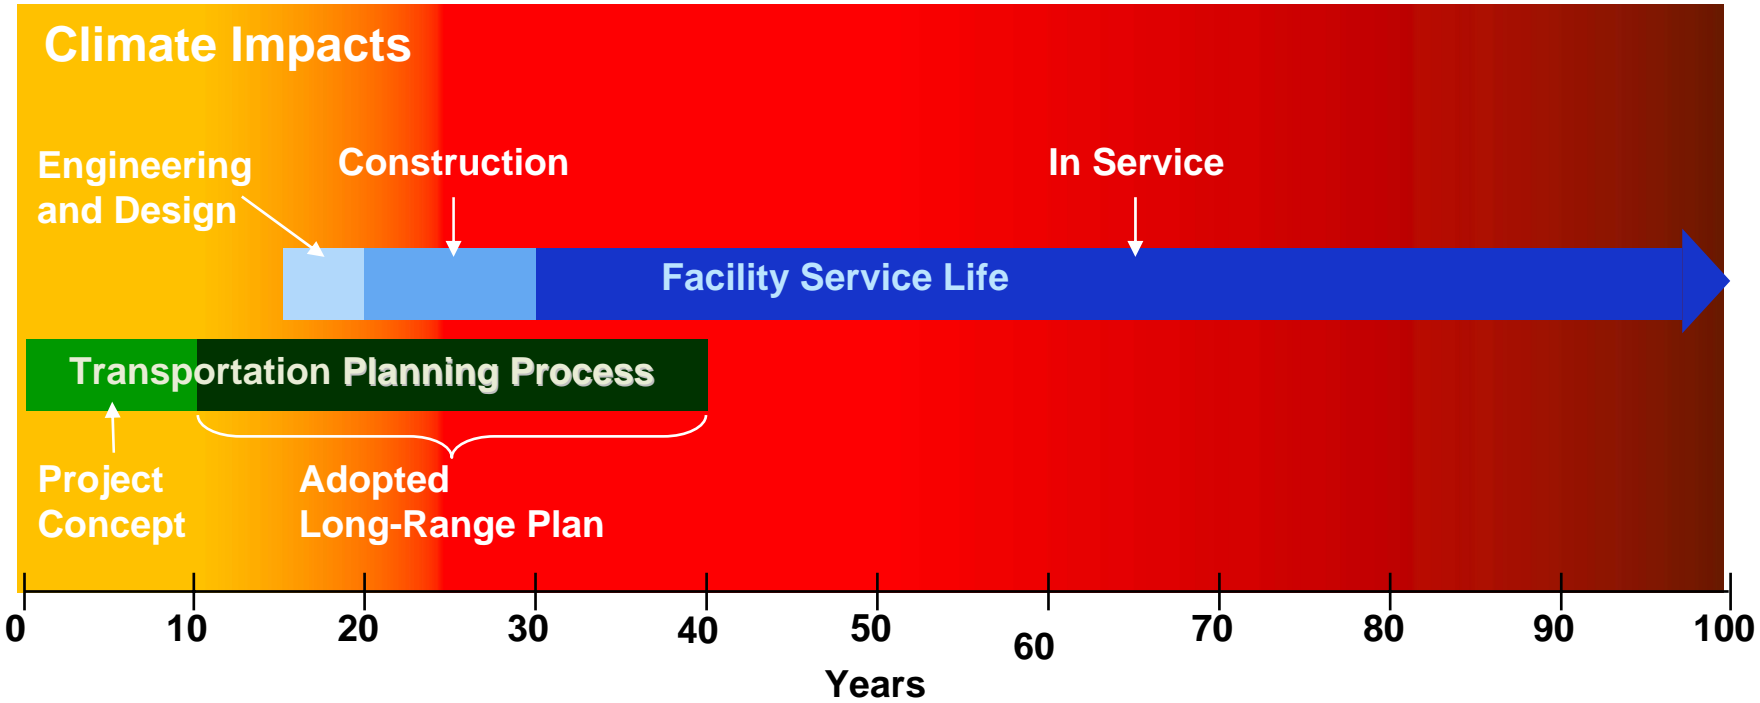 Climate Impacts
Engineering
and Design
Construction
In Service
Facility Service Life
Transportation Planning Process
Project
Concept
Adopted
Long-Range Plan
0 10 20 30 40 50 60 70 80 90 100
Years